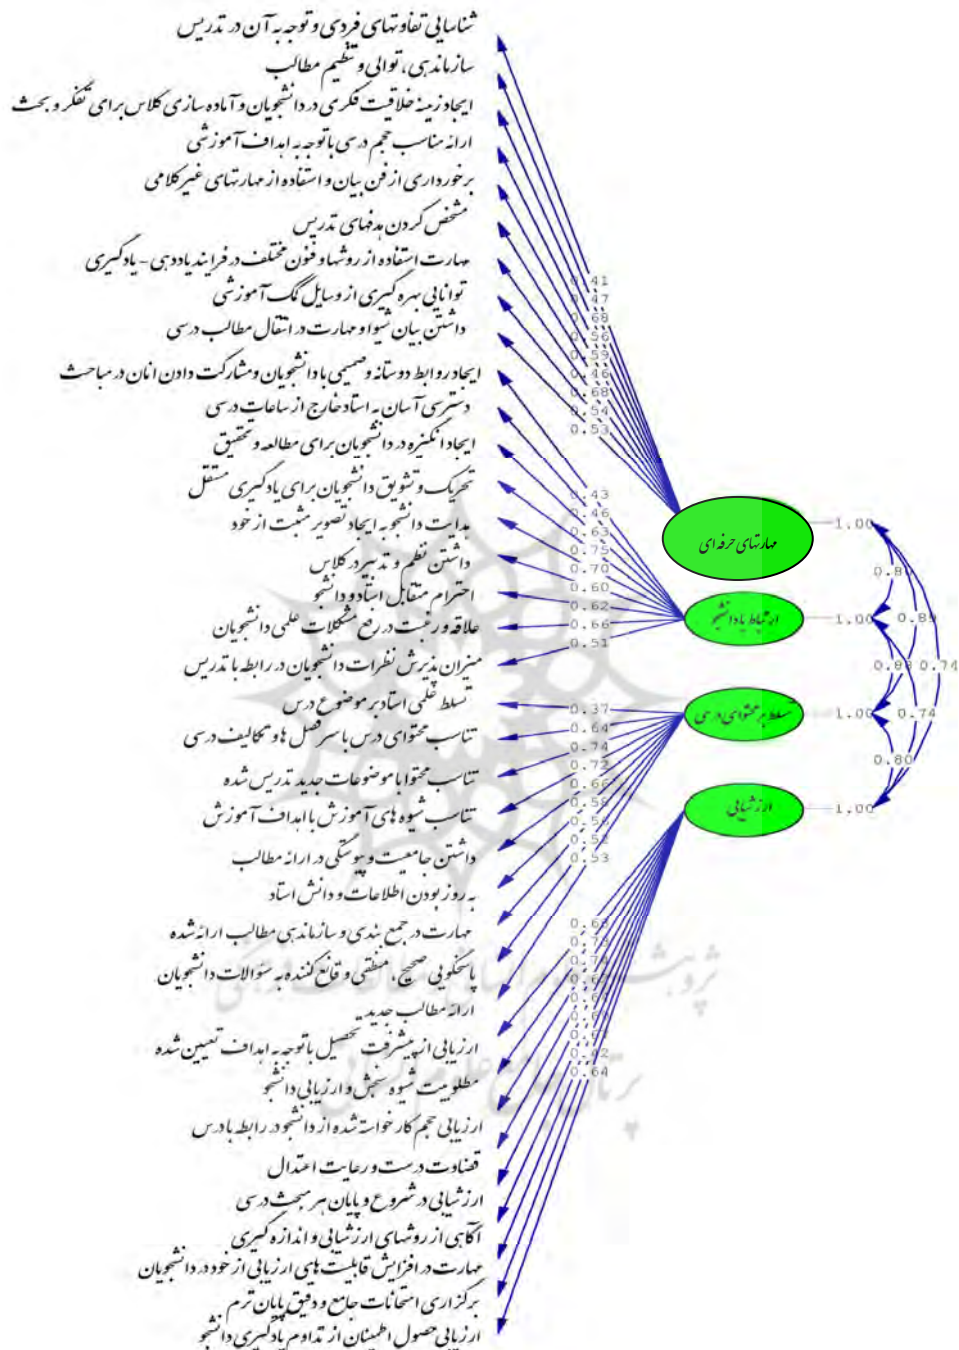 شناسایی تفاوتهای فردی و توجه به آن در تدریس
سازماندهی، توالی و تنظیم مطالب
ایجاد زمینه خلاقیت فکری در دانشجویان و آماده سازی کلاس برای تفکر و بحث
ارائه مناسب حجم درسی باتوجه به اهداف آموزشی
برخورداری از فن بیان و استفاده از مهارتهای غیرکلامی
مشخص کردن هدفهای تدریس
مهارت استفاده از روشها و فنون مختلف در فرایند یاددهی - یادگیری
توانایی بهره گیری از وسایل کمک آموزشی
داشتن بیان شیوا و مهارت در انتقال مطالب درسی
ایجاد روابط دوستانه و صمیمی با دانشجویان و مشارکت دادن آنان در مباحث
دسترسی آسان به استاد خارج از ساعات درسی
ایجاد انگیزه در دانشجویان برای مطالعه و تحقیق
تحریک و تشویق دانشجویان برای یادگیری مستقل
هدایت دانشجو به ایجاد تصویر مثبت از خود
داشتن نظم و تدبیر در کلاس
احترام متقابل استاد و دانشجو
علاقه و رغبت در رفع مشکلات علمی دانشجویان
میزان پذیرش نظرات دانشجویان در رابطه با تدریس
تسلط علمی استاد بر موضوع درس
تناسب محتوای درس با سرفصل ها و تکالیف درسی
تناسب محتوا با موضوعات جدید تدریس شده
تناسب شیوه های آموزش با اهداف آموزش
داشتن جامعیت و پیوستگی در ارائه مطالب
به روز بودن اطلاعات و دانش استاد
مهارت در جمع بندی و سازماندهی مطالب ارائه شده
پاسخگویی صحیح، منطقی و قانع کننده به سئوالات دانشجویان
ارائه مطالب جدید
ارزیابی از پیشرفت تحصیل باتوجه به اهداف تعیین شده
مطلوبیت شیوه سنجش و ارزیابی دانشجو
ارزیابی حجم کار خواسته شده از دانشجو در رابطه با درس
قضاوت درست و رعایت اعتدال
ارزشیابی در شروع و پایان هر مبحث درسی
آگاهی از روشهای ارزشیابی و اندازه گیری
مهارت در افزایش قابلیت های ارزیابی از خود در دانشجویان
برگزاری امتحانات جامع و دقیق پایان ترم
ارزیابی حصول اطمینان از تداوم یادگیری دانشجو
0.41
0.47
0.68
0.56
0.59
0.46
0.68
0.54
0.53
0.43
0.46
0.63
0.75
0.70
0.60
0.62
0.66
0.51
0.37
0.64
0.74
0.72
0.66
0.58
0.52
0.53
0.42
0.64
مهارتهای حرفه ای
ارتباط با دانشجو
تسلط بر محتوای درسی
ارزشیابی
1.00
1.00
1.00
1.00
0.89
0.74
0.74
0.80